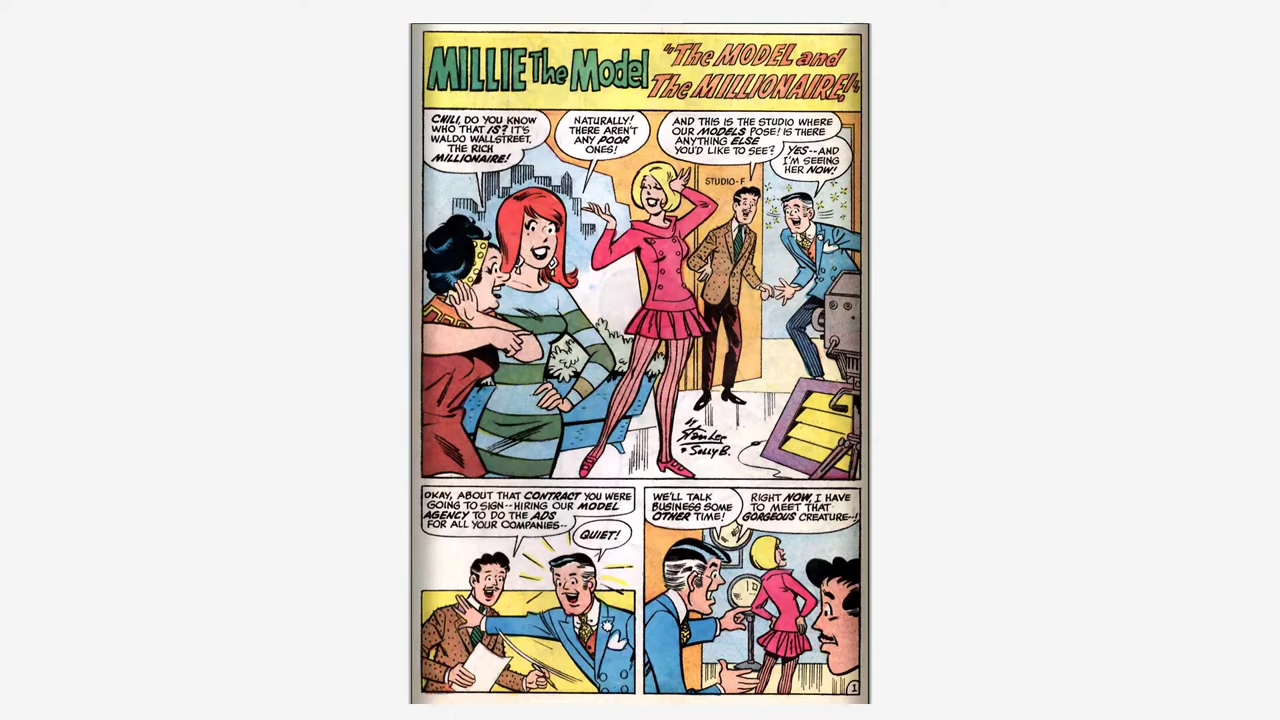 MILLIE The Model
"The MODEL and
The MILLIONAIRE!"
CHILI, DO YOU KNOW
WHO THAT IS? IT'S
WALDO WALLSTREET,
THE RICH
MILLIONAIRE!
NATURALLY!
THERE AREN'T
ANY POOR
ONES!
AND THIS IS THE STUDIO WHERE
OUR MODELS POSE! IS THERE
ANYTHING ELSE
YOU'D LIKE TO SEE?
YES--AND
I'M SEEING
HER NOW!
STUDIO-F
BY
Stan Lee
& SOLLY B.
OKAY, ABOUT THAT CONTRACT YOU WERE
GOING TO SIGN--HIRING OUR MODEL
AGENCY TO DO THE ADS
FOR ALL YOUR COMPANIES--
QUIET!
WE'LL TALK
BUSINESS SOME
OTHER TIME!
RIGHT NOW, I HAVE
TO MEET THAT
GORGEOUS CREATURE--!
1